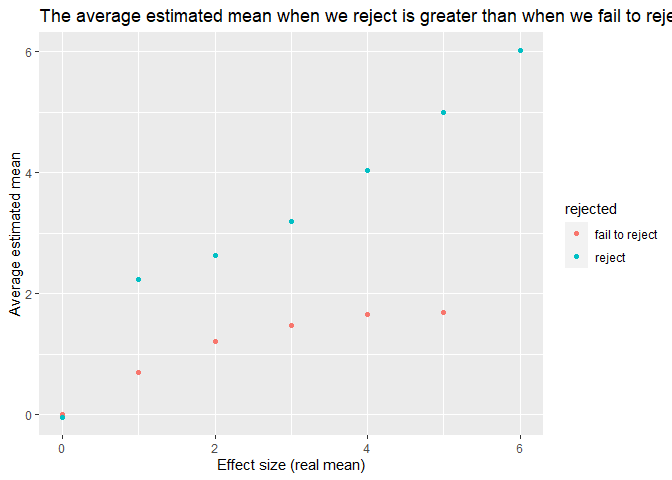 The average estimated mean when we reject is greater than when we fail to reje
6
4
2
0
Average estimated mean
0
2
4
6
Effect size (real mean)
rejected
fail to reject
reject